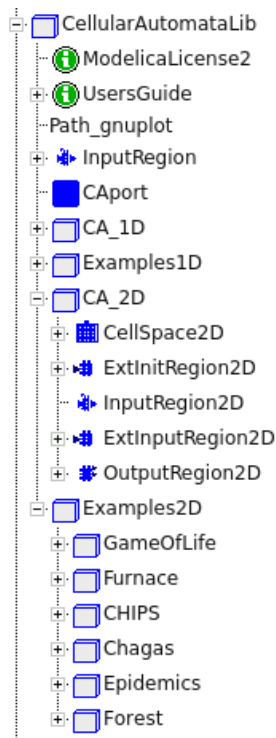 CellularAutomataLib
ModelicaLicense2
UsersGuide
Path_gnuplot
InputRegion
CAport
CA_1D
Examples1D
CA_2D
CellSpace2D
ExtInitRegion2D
InputRegion2D
ExtInputRegion2D
OutputRegion2D
Examples2D
GameOfLife
Furnace
CHIPS
Chagas
Epidemics
Forest